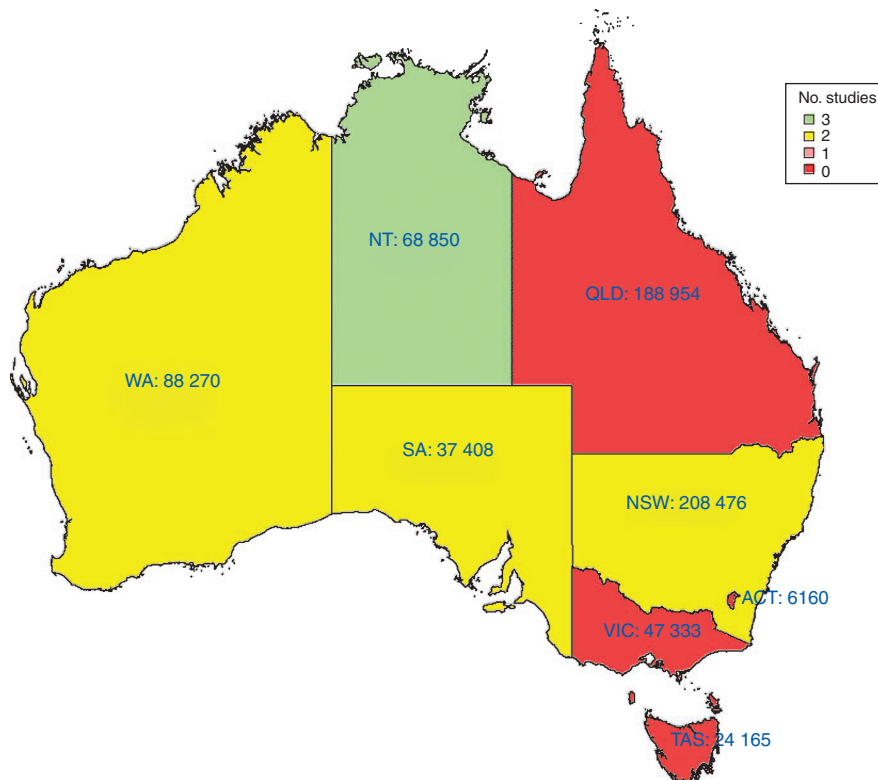 No. studies
3
2
1
0
NT: 68 850
QLD: 188 954
WA: 88 270
SA: 37 408
NSW: 208 476
ACT: 6160
VIC: 47 333
TAS: 24 165